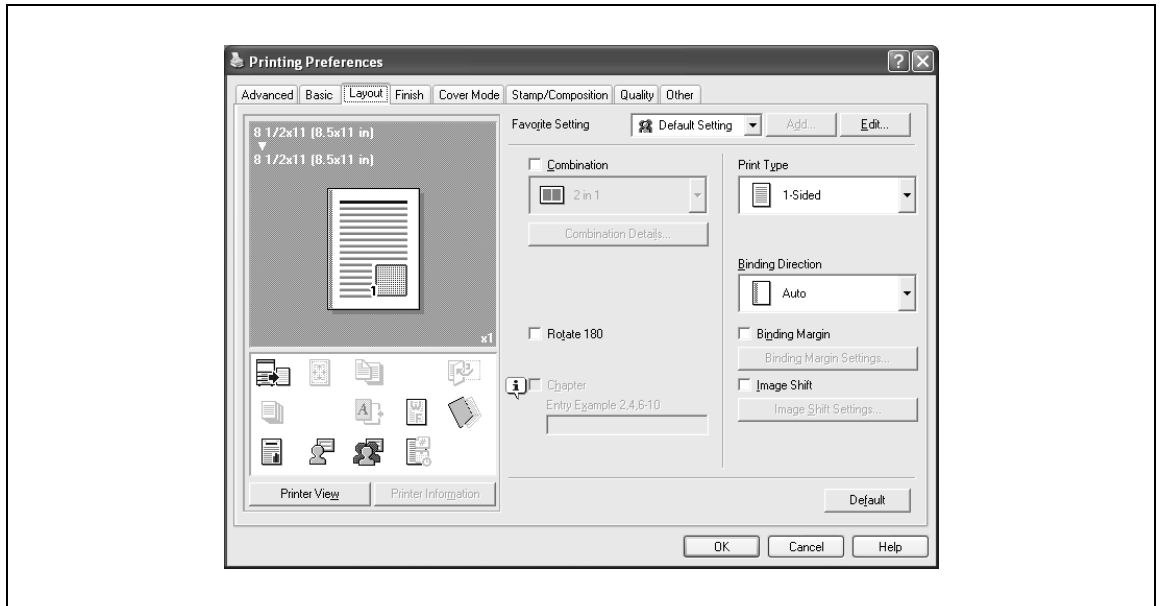 Printing Preferences
Advanced Basic Layout Finish Cover Mode Stamp/Composition Quality Other
8 1/2x11 (8.5x11 in)
8 1/2x11 (8.5x11 in)
1
x1
Printer View Printer Information
Favorite Setting Default Setting Add... Edit...
Combination
2 in 1
Combination Details...
Rotate 180
Chapter
Entry Example 2,4,6-10
Print Type
1-Sided
Binding Direction
Auto
Binding Margin
Binding Margin Settings...
Image Shift
Image Shift Settings...
Default
OK Cancel Help